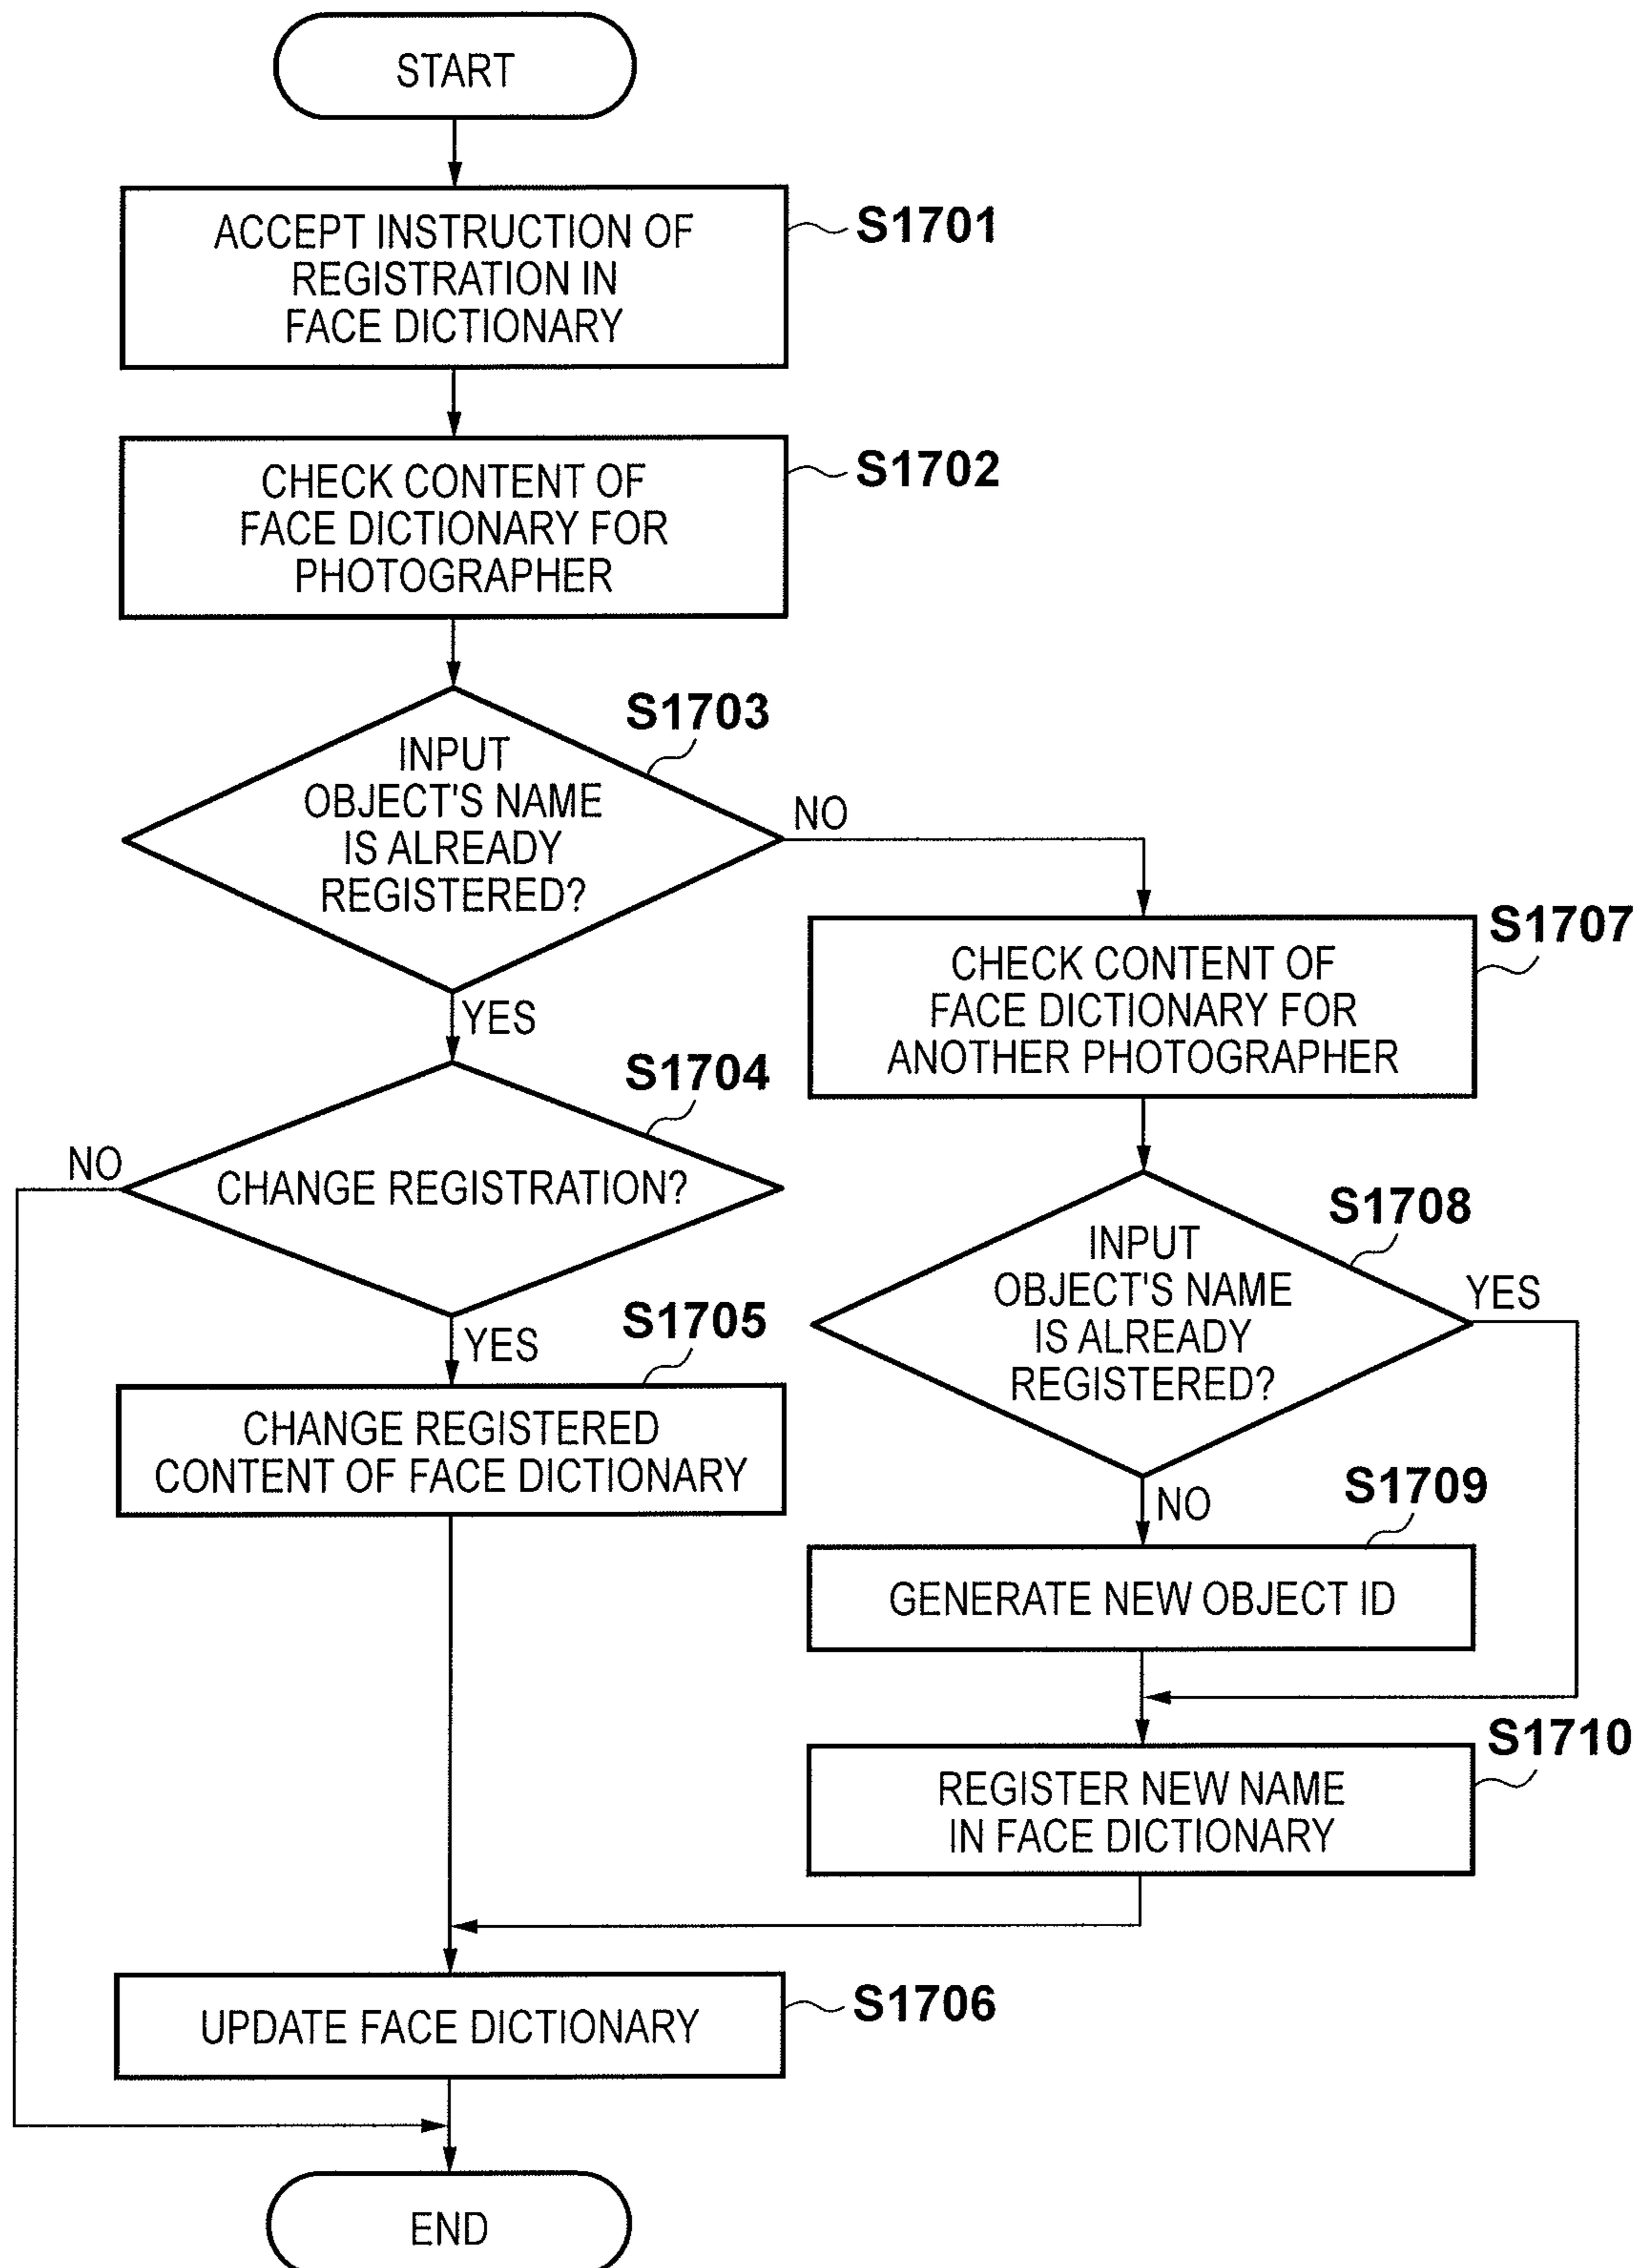 START
ACCEPT INSTRUCTION OF
REGISTRATION IN
FACE DICTIONARY
S1701
CHECK CONTENT OF
FACE DICTIONARY FOR
PHOTOGRAPHER
S1702
S1703
INPUT
OBJECT'S NAME
IS ALREADY
REGISTERED?
NO
YES
S1707
CHECK CONTENT OF
FACE DICTIONARY FOR
ANOTHER PHOTOGRAPHER
S1704
NO
CHANGE REGISTRATION?
YES
S1708
INPUT
OBJECT'S NAME
IS ALREADY
REGISTERED?
YES
NO
S1705
CHANGE REGISTERED
CONTENT OF FACE DICTIONARY
S1709
GENERATE NEW OBJECT ID
S1710
REGISTER NEW NAME
IN FACE DICTIONARY
UPDATE FACE DICTIONARY
S1706
END